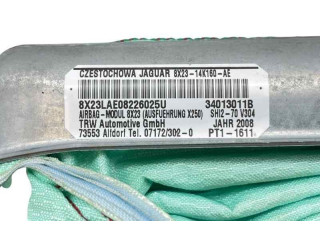 CZESTOCHOWA JAGUAR 8X23-14K160-AE
8X23LAE08226025U 34013011B
AIRBAG-MODUL 8X23 (AUSFUEHRUNG X250) SHI2-70 V304
TRW Automotive GmbH JAHR 2008
73553 Alfdorf Tel. 07172/302-0 PT1-1611